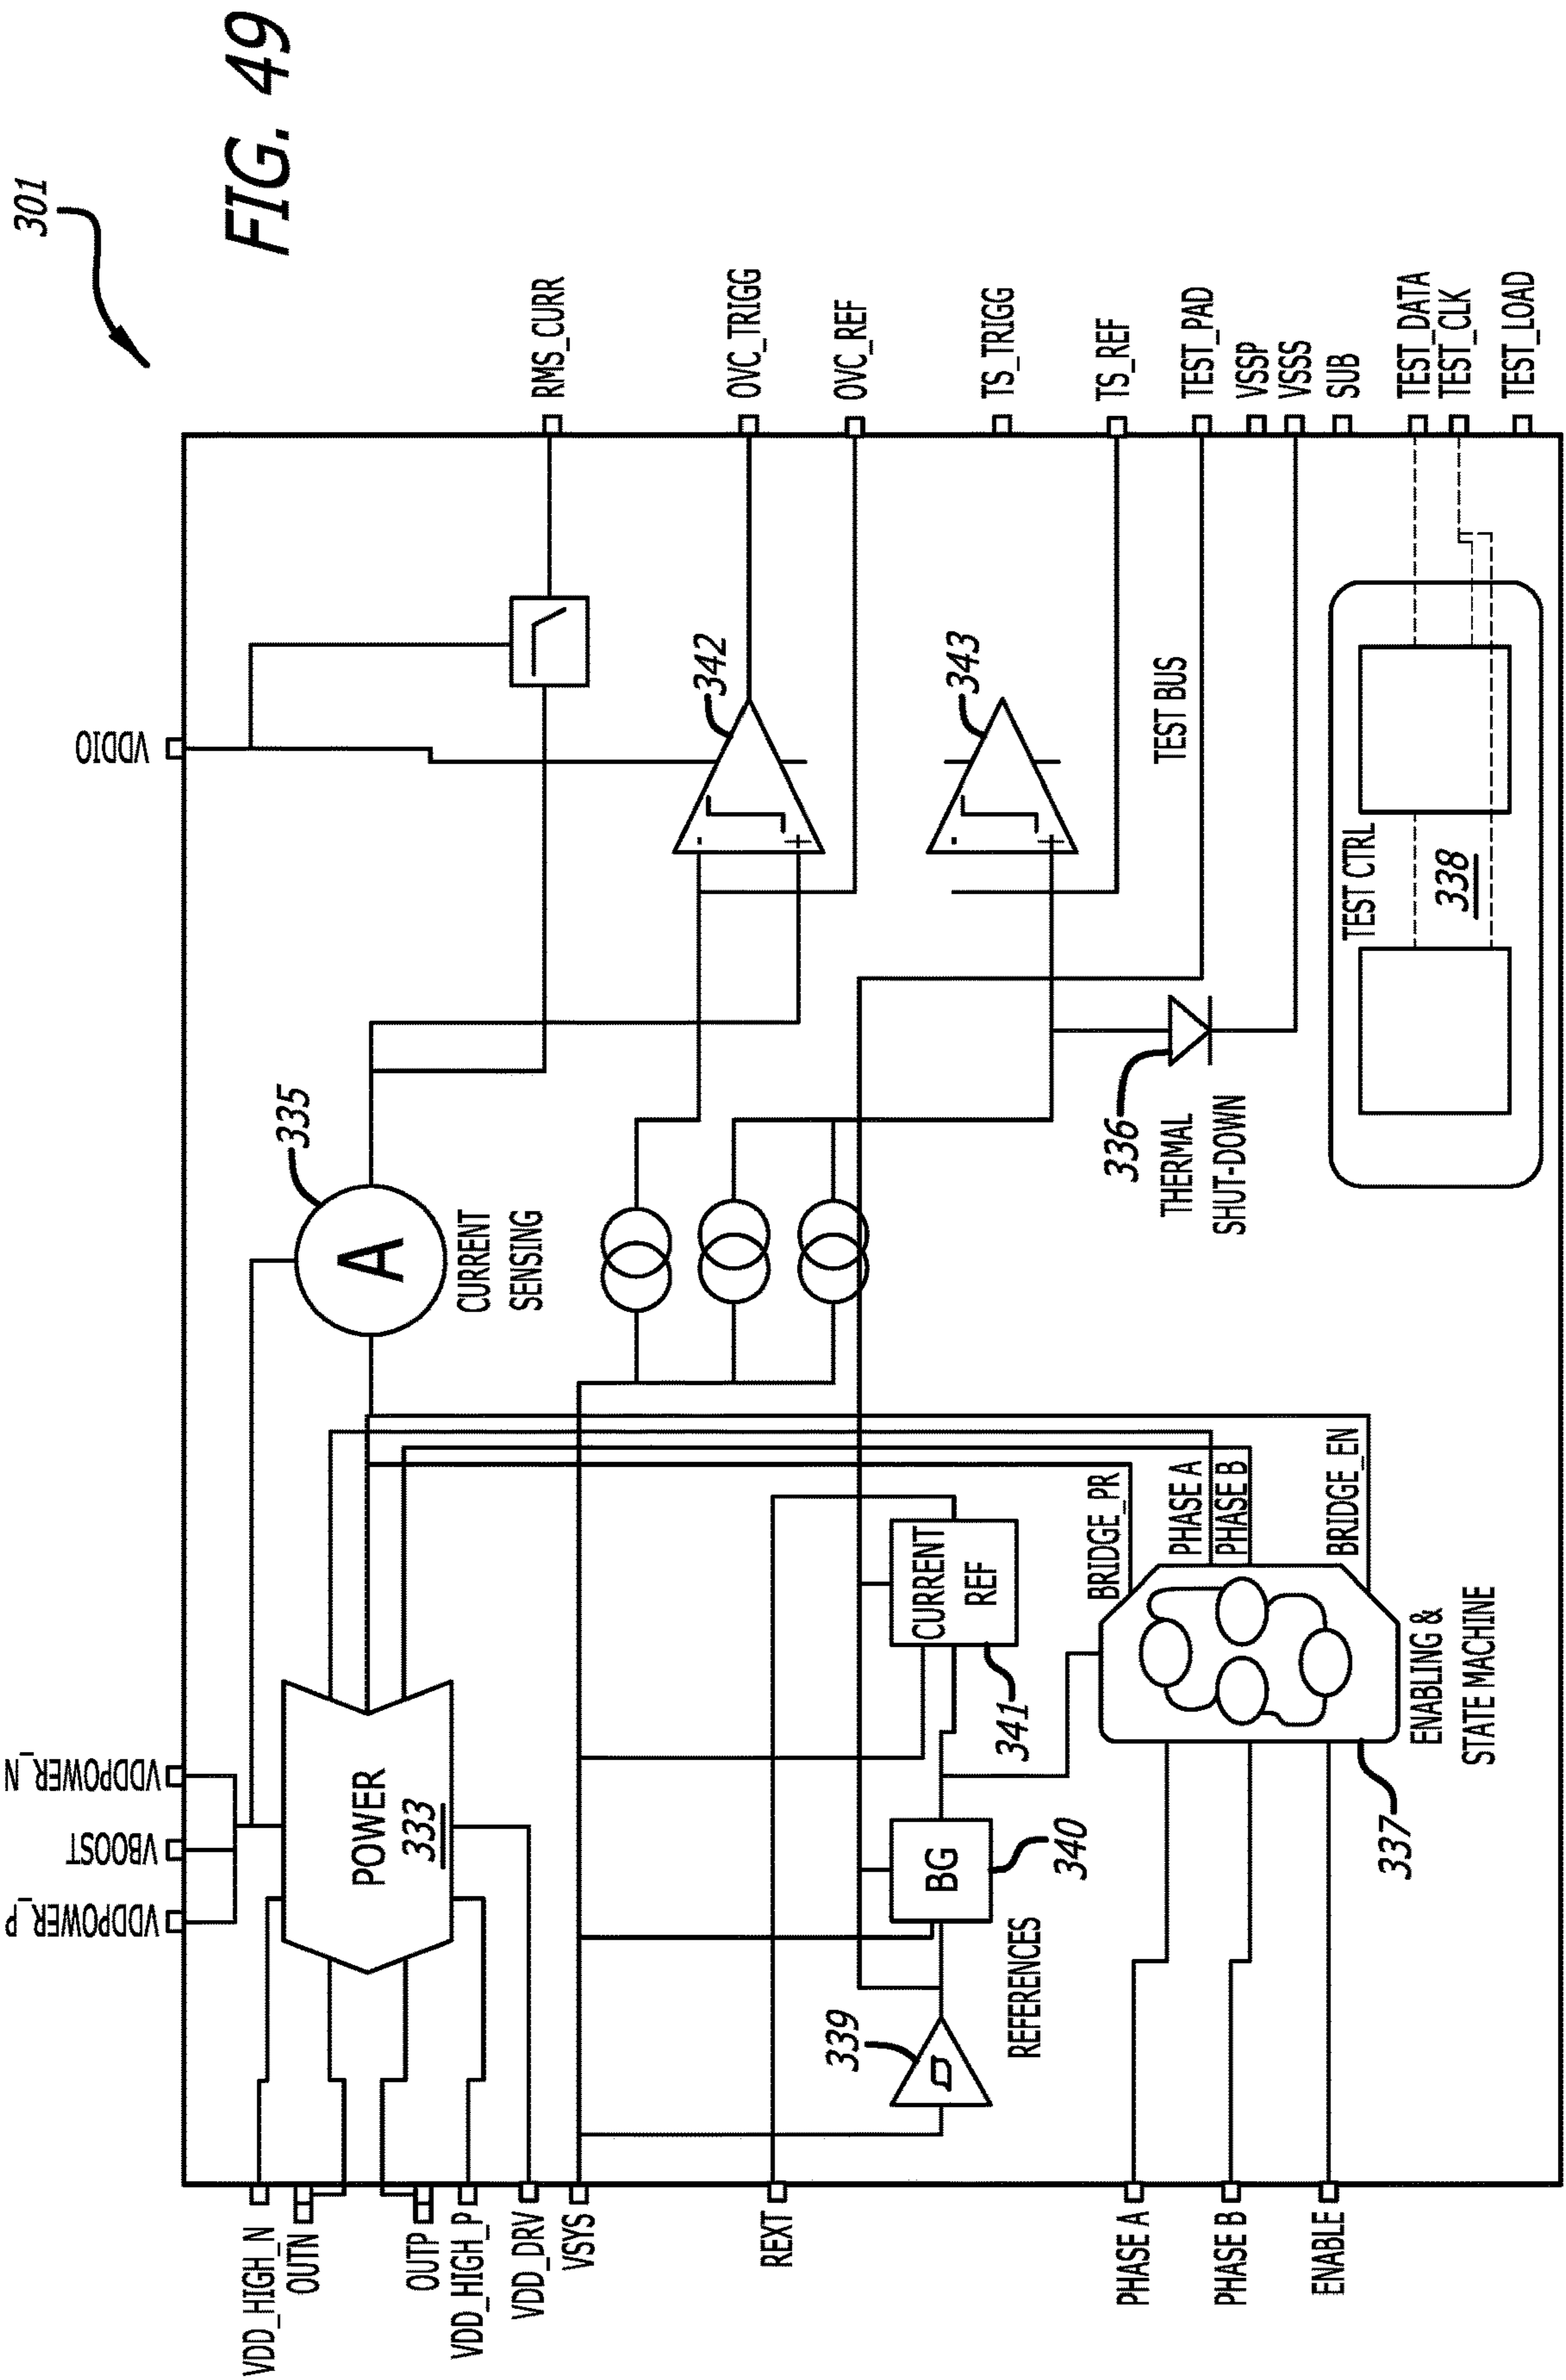 FIG. 49
301
VDDPOWER_P
VBOOST
VDDPOWER_N
VDDIO
VDD_HIGH_N
OUTN
OUTP
VDD_HIGH_P
VDD_DRV
VSYS
REXT
PHASE A
PHASE B
ENABLE
POWER
333
A
335
CURRENT
SENSING
RMS_CURR
OVC_TRIGG
OVC_REF
TS_TRIGG
TS_REF
TEST_PAD
VSSP
VSSS
SUB
TEST_DATA
TEST_CLK
TEST_LOAD
-
+
342
-
+
343
339
BG
340
REFERENCES
CURRENT
REF
341
BRIDGE_PR
PHASE A
PHASE B
BRIDGE_EN
337
ENABLING &
STATE MACHINE
336
THERMAL
SHUT-DOWN
TEST BUS
TEST CTRL
338